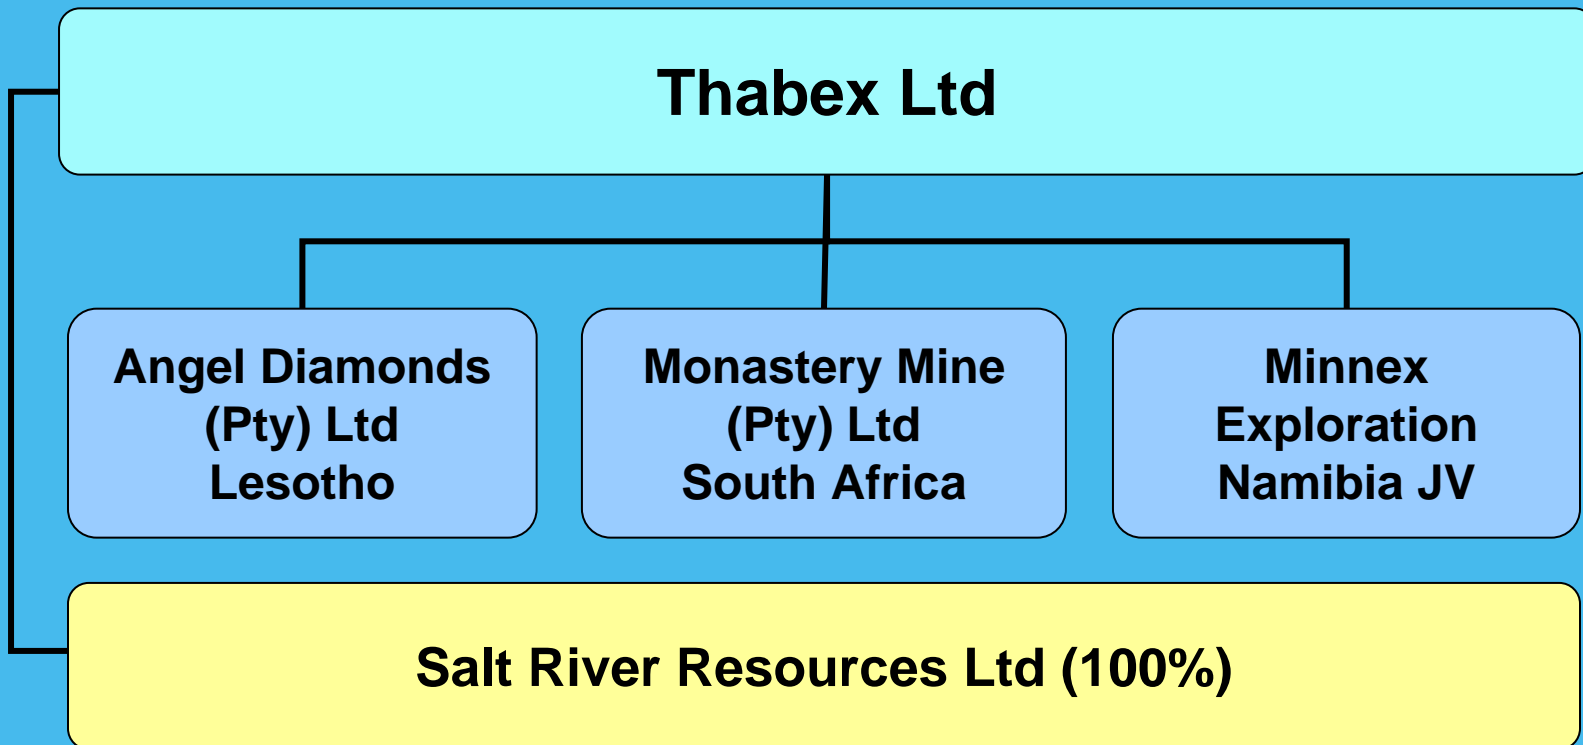 Thabex Ltd
Angel Diamonds
(Pty) Ltd
Lesotho
Monastery Mine
(Pty) Ltd
South Africa
Minnex
Exploration
Namibia JV
Salt River Resources Ltd (100%)